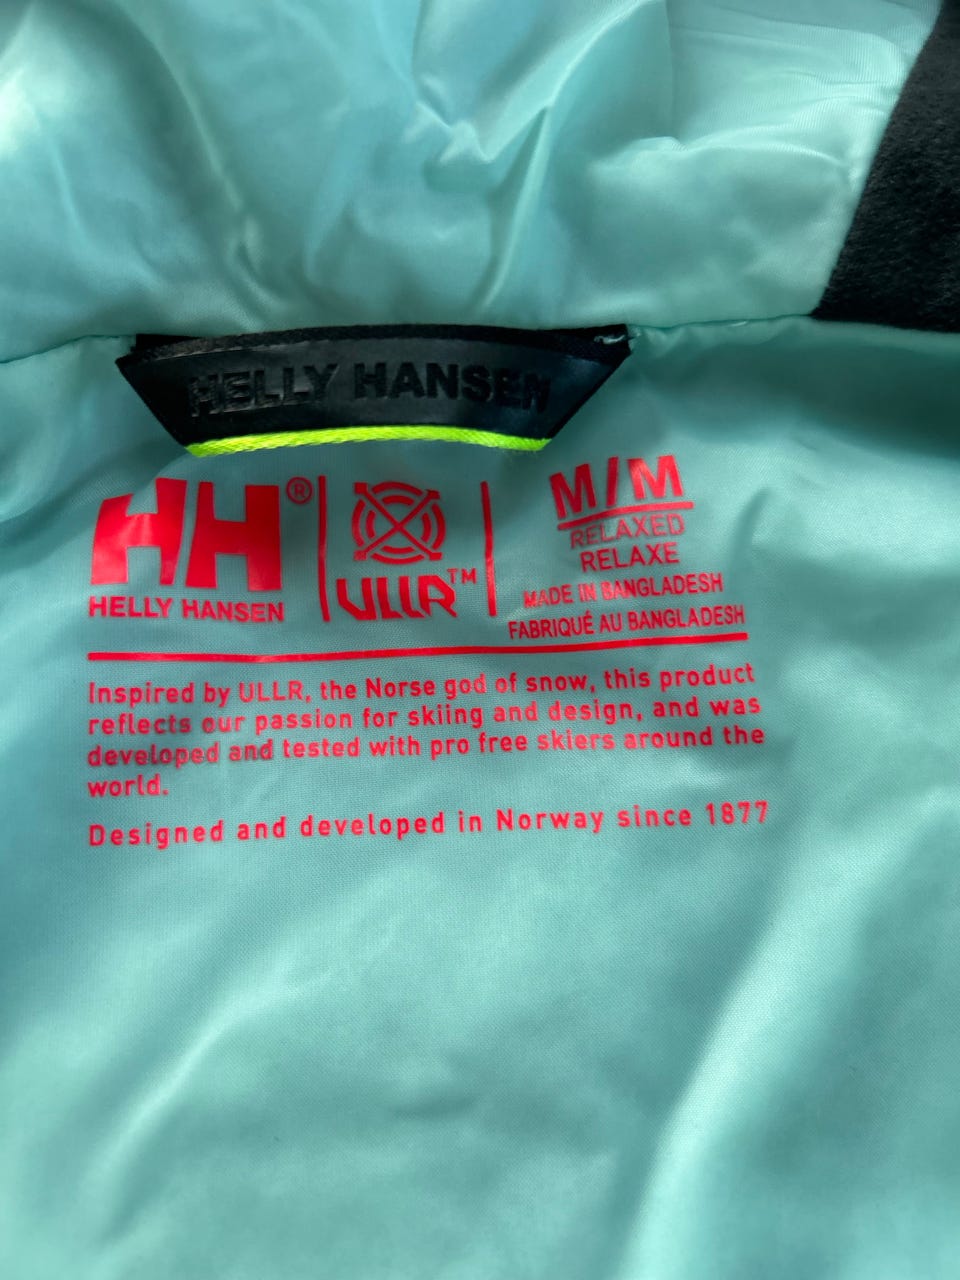 HELLY HANSEN
HH®
HELLY HANSEN
ULLR™
M/M
RELAXED
RELAXE
MADE IN BANGLADESH
FABRIQUÉ AU BANGLADESH
Inspired by ULLR, the Norse god of snow, this product
reflects our passion for skiing and design, and was
developed and tested with pro free skiers around the
world.
Designed and developed in Norway since 1877